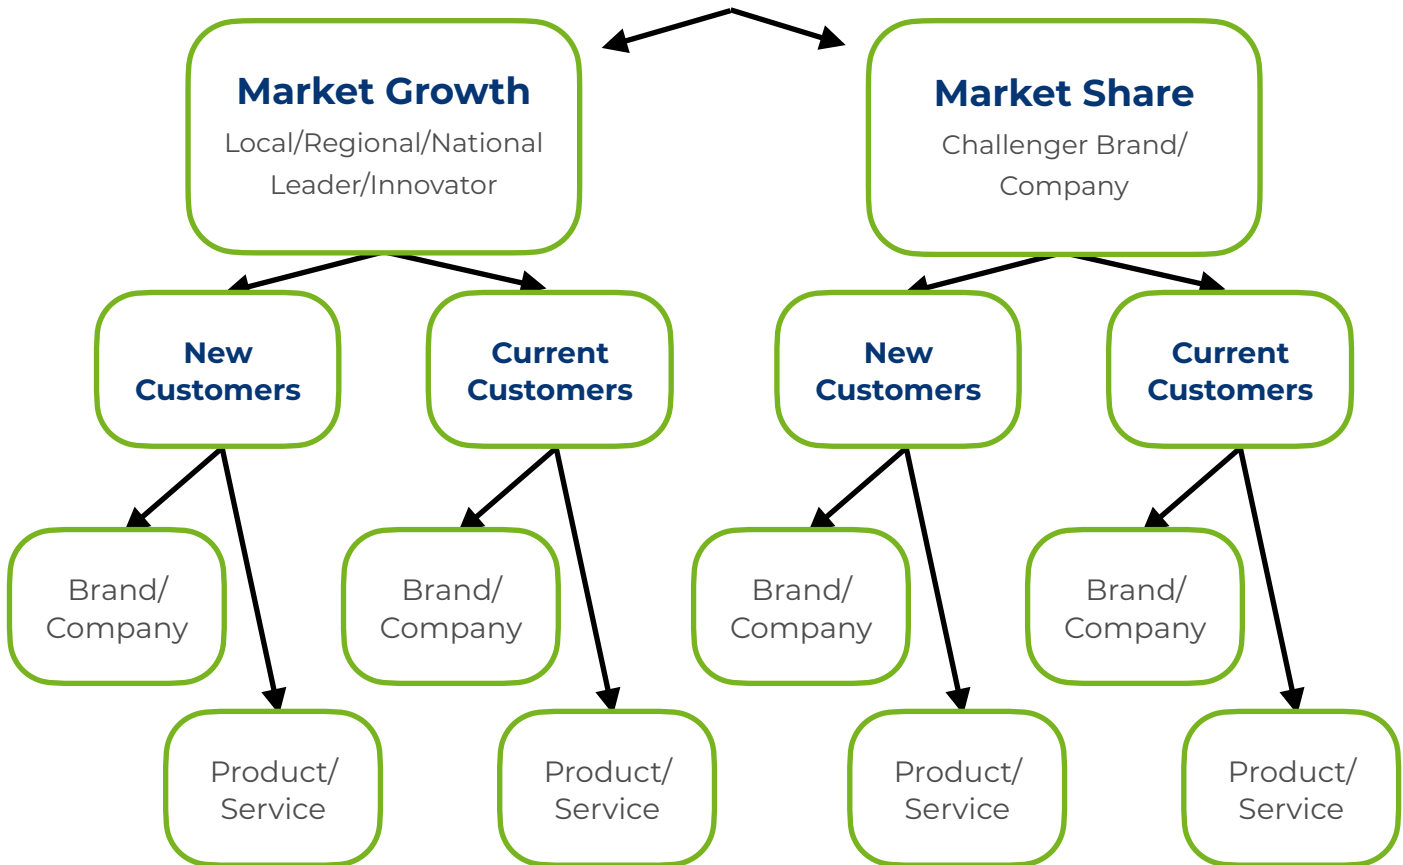 Market Growth
Local/Regional/National
Leader/Innovator
Market Share
Challenger Brand/
Company
New
Customers
Current
Customers
New
Customers
Current
Customers
Brand/
Company
Brand/
Company
Brand/
Company
Brand/
Company
Product/
Service
Product/
Service
Product/
Service
Product/
Service